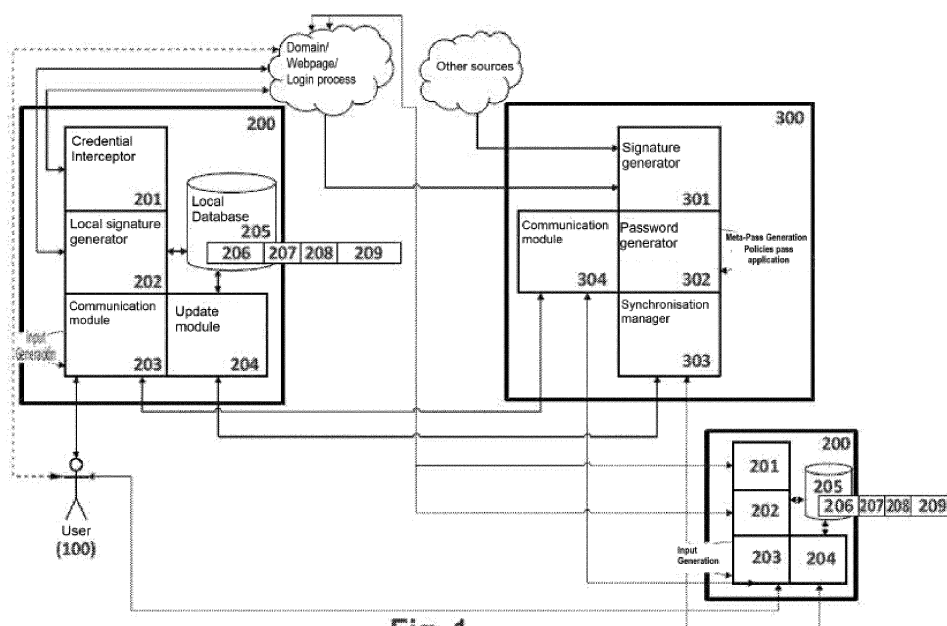 Domain/
Webpage/
Login process
Other sources
200
Credential
Interceptor
201
Local signature
generator
202
Local
Database
205
206 207 208 209
Communication
module
203
Update
module
204
Input
Generación
User
(100)
300
Signature
generator
301
Communication
module
304
Password
generator
302
Meta-Pass Generation
Policies pass
application
Synchronisation
manager
303
200
201
202
205
206 207 208 209
Input
Generation
203
204